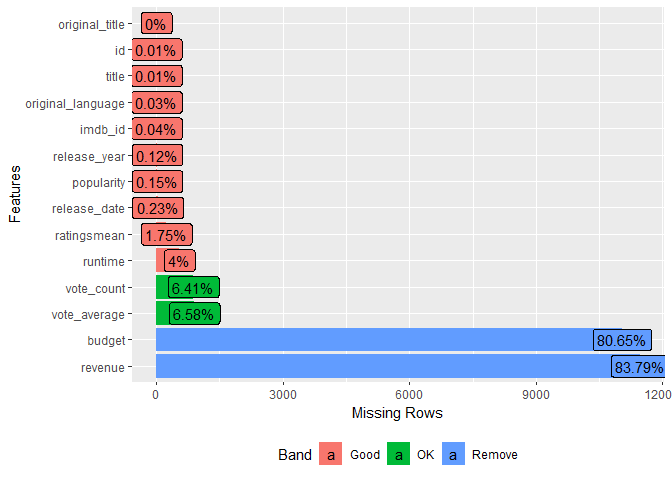 original_title 0%
id 0.01%
title 0.01%
original_language 0.03%
imdb_id 0.04%
release_year 0.12%
popularity 0.15%
release_date 0.23%
ratingsmean 1.75%
runtime 4%
vote_count 6.41%
vote_average 6.58%
budget 80.65%
revenue 83.79%
Features
0 3000 6000 9000 1200
Missing Rows
Band a Good a OK a Remove